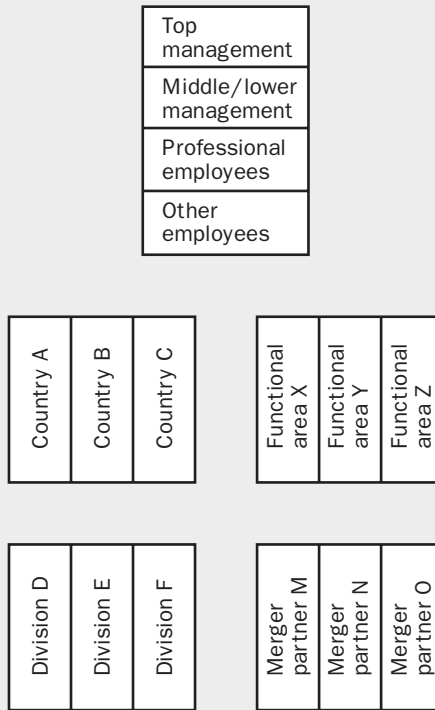 Top
management
Middle/lower
management
Professional
employees
Other
employees
Country A
Country B
Country C
Functional
area X
Functional
area Y
Functional
area Z
Division D
Division E
Division F
Merger
partner M
Merger
partner N
Merger
partner O